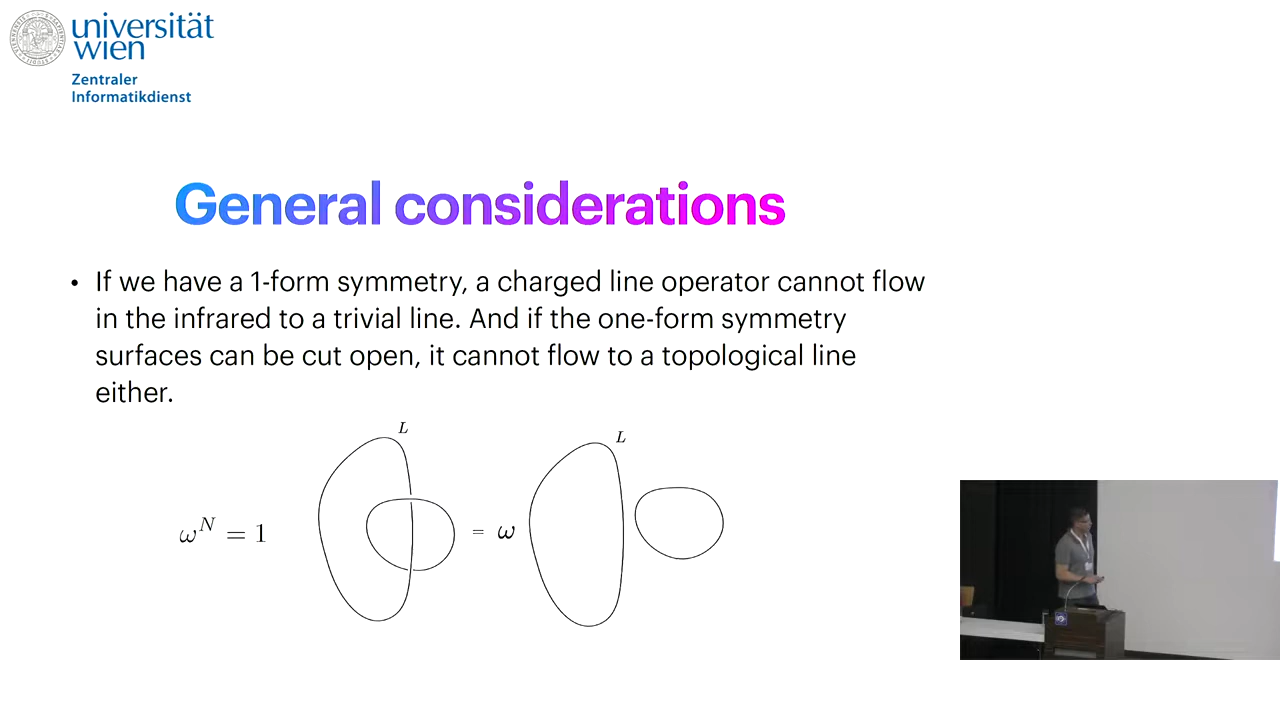 universität
wien
Zentraler
Informatikdienst
General considerations
• If we have a 1-form symmetry, a charged line operator cannot flow
in the infrared to a trivial line. And if the one-form symmetry
surfaces can be cut open, it cannot flow to a topological line
either.
L
L
ω^N = 1
= ω